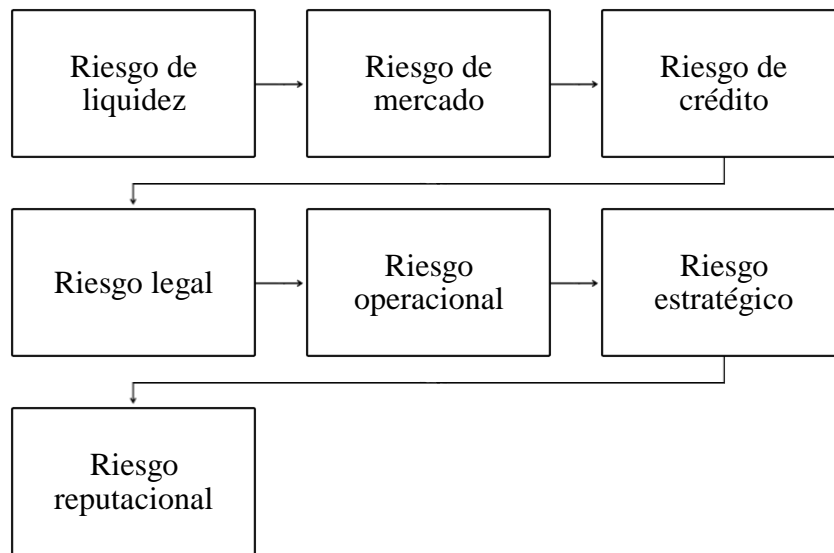 Riesgo de
liquidez
Riesgo de
mercado
Riesgo de
crédito
Riesgo legal
Riesgo
operacional
Riesgo
estratégico
Riesgo
reputacional